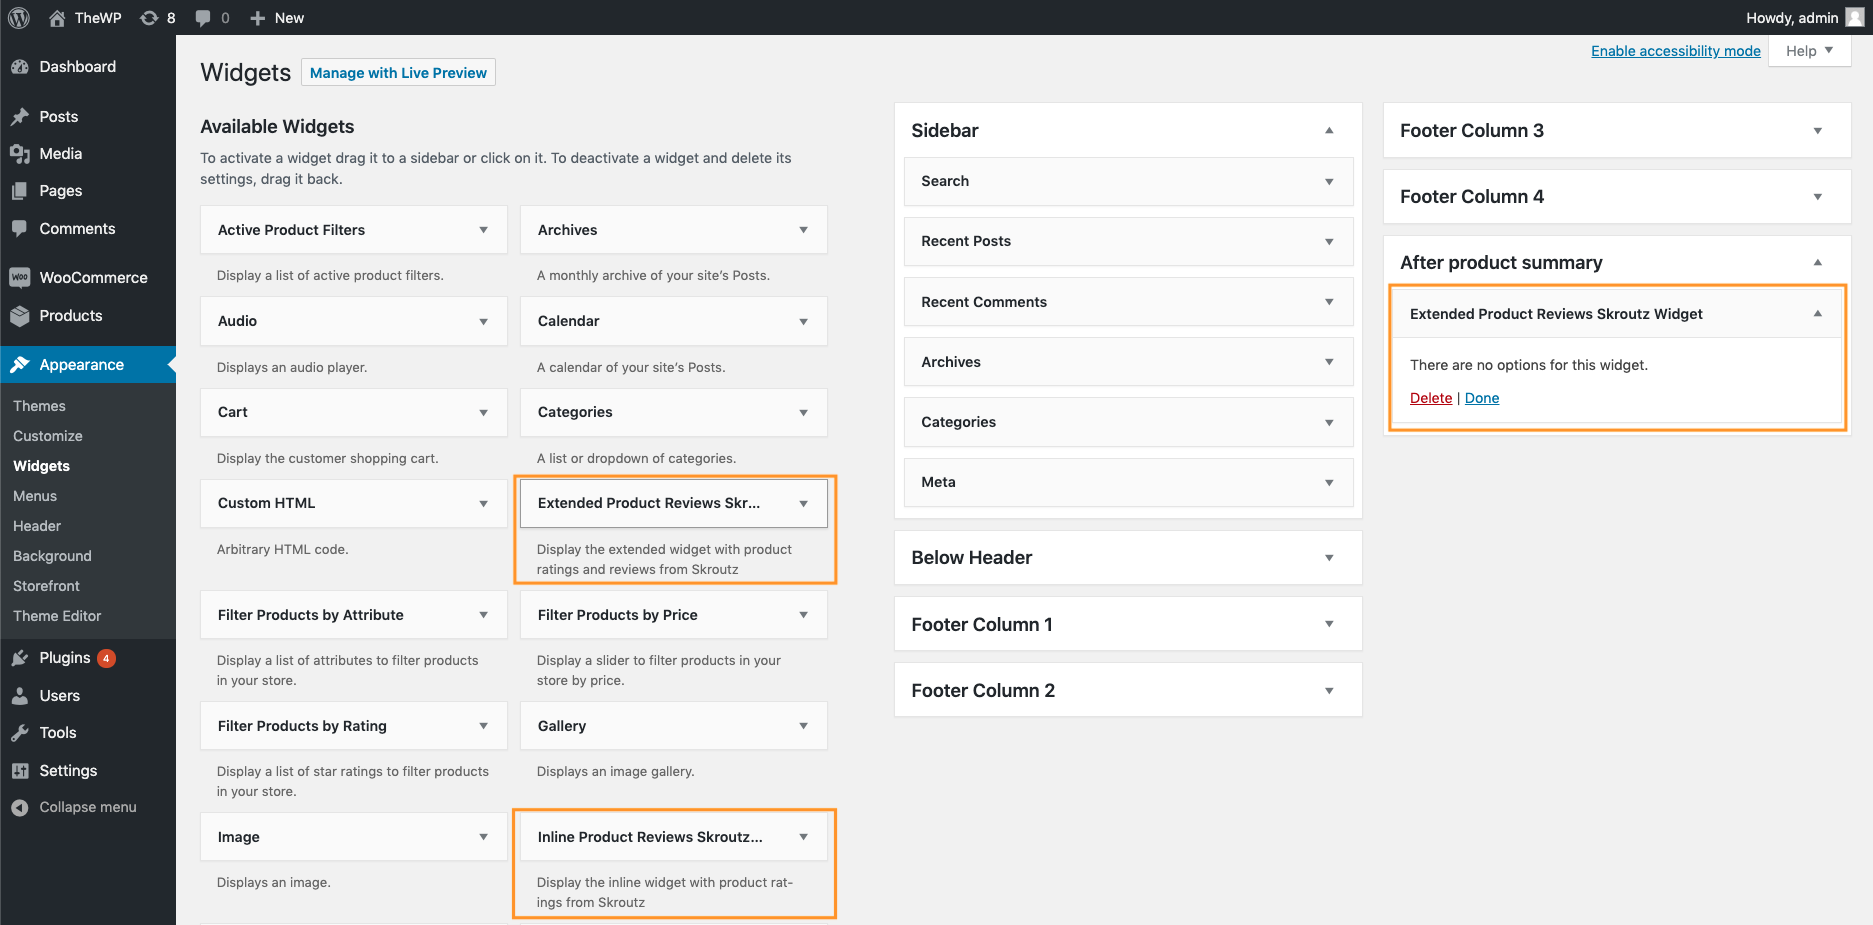 TheWP
8
0
New
Howdy, admin
Dashboard
Posts
Media
Pages
Comments
WooCommerce
Products
Appearance
Themes
Customize
Widgets
Menus
Header
Background
Storefront
Theme Editor
Plugins 4
Users
Tools
Settings
Collapse menu
Enable accessibility mode
Help
Widgets
Manage with Live Preview
Available Widgets
To activate a widget drag it to a sidebar or click on it. To deactivate a widget and delete its
settings, drag it back.
Active Product Filters
Display a list of active product filters.
Archives
A monthly archive of your site’s Posts.
Audio
Displays an audio player.
Calendar
A calendar of your site’s Posts.
Cart
Display the customer shopping cart.
Categories
A list or dropdown of categories.
Custom HTML
Arbitrary HTML code.
Extended Product Reviews Skr...
Display the extended widget with product
ratings and reviews from Skroutz
Filter Products by Attribute
Display a list of attributes to filter products
in your store.
Filter Products by Price
Display a slider to filter products in your
store by price.
Filter Products by Rating
Display a list of star ratings to filter products
in your store.
Gallery
Displays an image gallery.
Image
Displays an image.
Inline Product Reviews Skroutz...
Display the inline widget with product rat-
ings from Skroutz
Sidebar
Search
Recent Posts
Recent Comments
Archives
Categories
Meta
Below Header
Footer Column 1
Footer Column 2
Footer Column 3
Footer Column 4
After product summary
Extended Product Reviews Skroutz Widget
There are no options for this widget.
Delete | Done